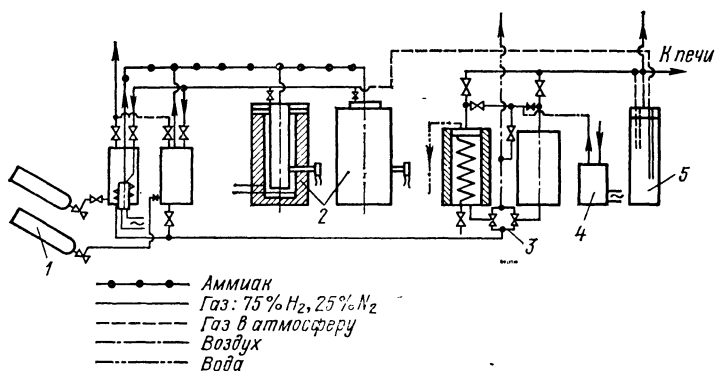 К печи
1
2
3
4
5
Аммиак
Газ: 75%H₂, 25%N₂
Газ в атмосферу
Воздух
Вода